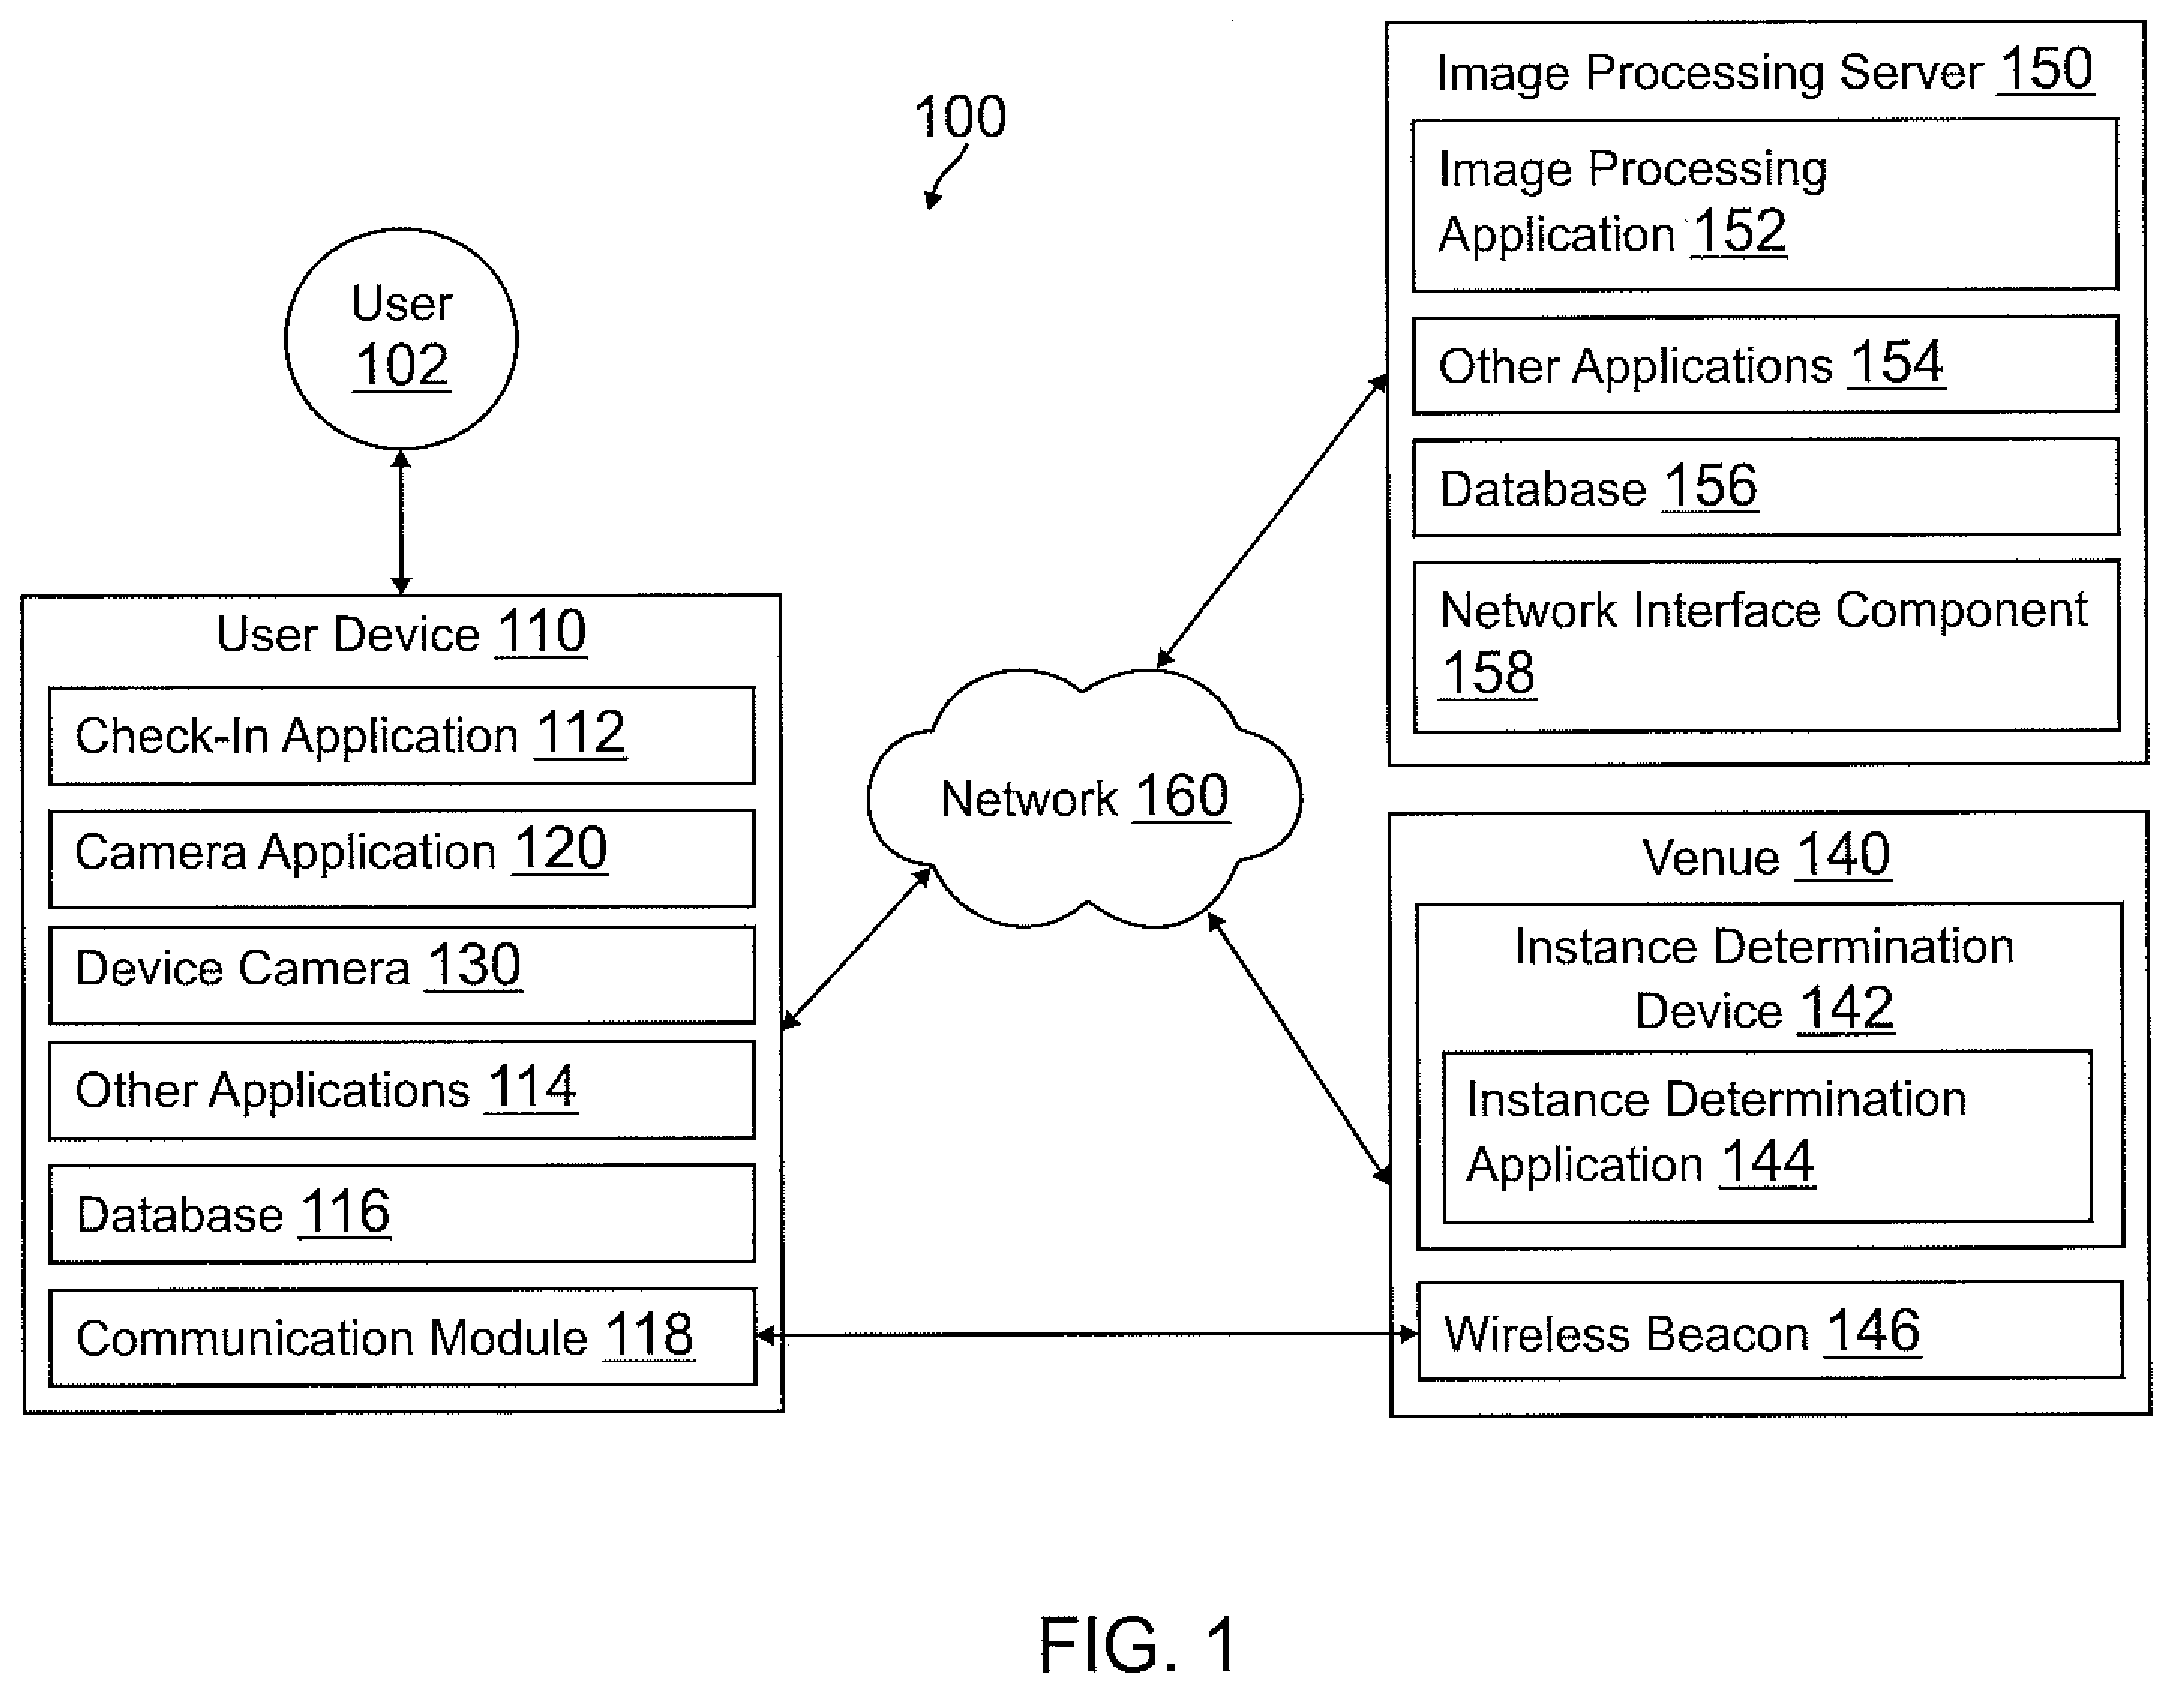 100
User
102
User Device 110
Check-In Application 112
Camera Application 120
Device Camera 130
Other Applications 114
Database 116
Communication Module 118
Network 160
Image Processing Server 150
Image Processing
Application 152
Other Applications 154
Database 156
Network Interface Component
158
Venue 140
Instance Determination
Device 142
Instance Determination
Application 144
Wireless Beacon 146
FIG. 1